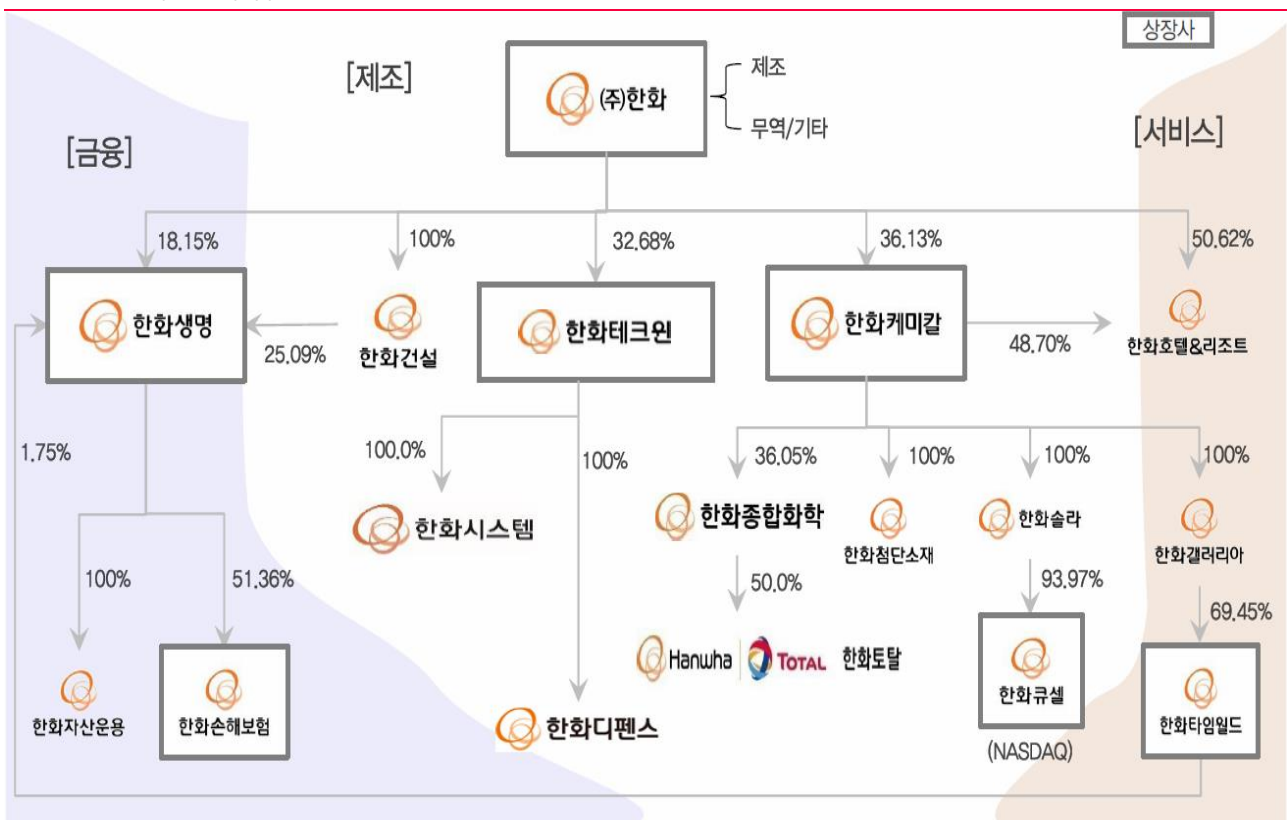 상장사
[제조]
(주)한화
제조
무역/기타
[금융]
[서비스]
18.15%
100%
32.68%
36.13%
50.62%
한화생명
25.09%
한화건설
한화테크윈
한화케미칼
48.70%
한화호텔&리조트
1.75%
100.0%
100%
36.05%
100%
100%
100%
한화시스템
한화종합화학
한화첨단소재
한화솔라
한화갤러리아
100%
51.36%
50.0%
93.97%
69.45%
Hanwha
TOTAL
한화토탈
한화자산운용
한화손해보험
한화디펜스
한화큐셀
(NASDAQ)
한화타임월드